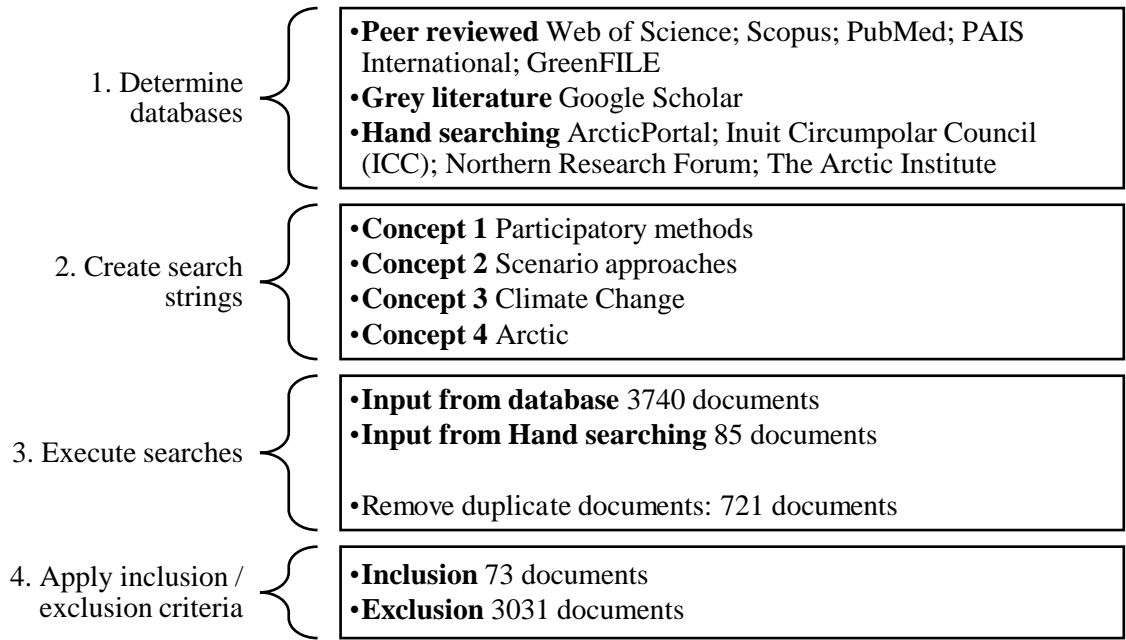 1. Determine
databases
•Peer reviewed Web of Science; Scopus; PubMed; PAIS
International; GreenFILE
•Grey literature Google Scholar
•Hand searching ArcticPortal; Inuit Circumpolar Council
(ICC); Northern Research Forum; The Arctic Institute
2. Create search
strings
•Concept 1 Participatory methods
•Concept 2 Scenario approaches
•Concept 3 Climate Change
•Concept 4 Arctic
3. Execute searches
•Input from database 3740 documents
•Input from Hand searching 85 documents
•Remove duplicate documents: 721 documents
4. Apply inclusion /
exclusion criteria
•Inclusion 73 documents
•Exclusion 3031 documents